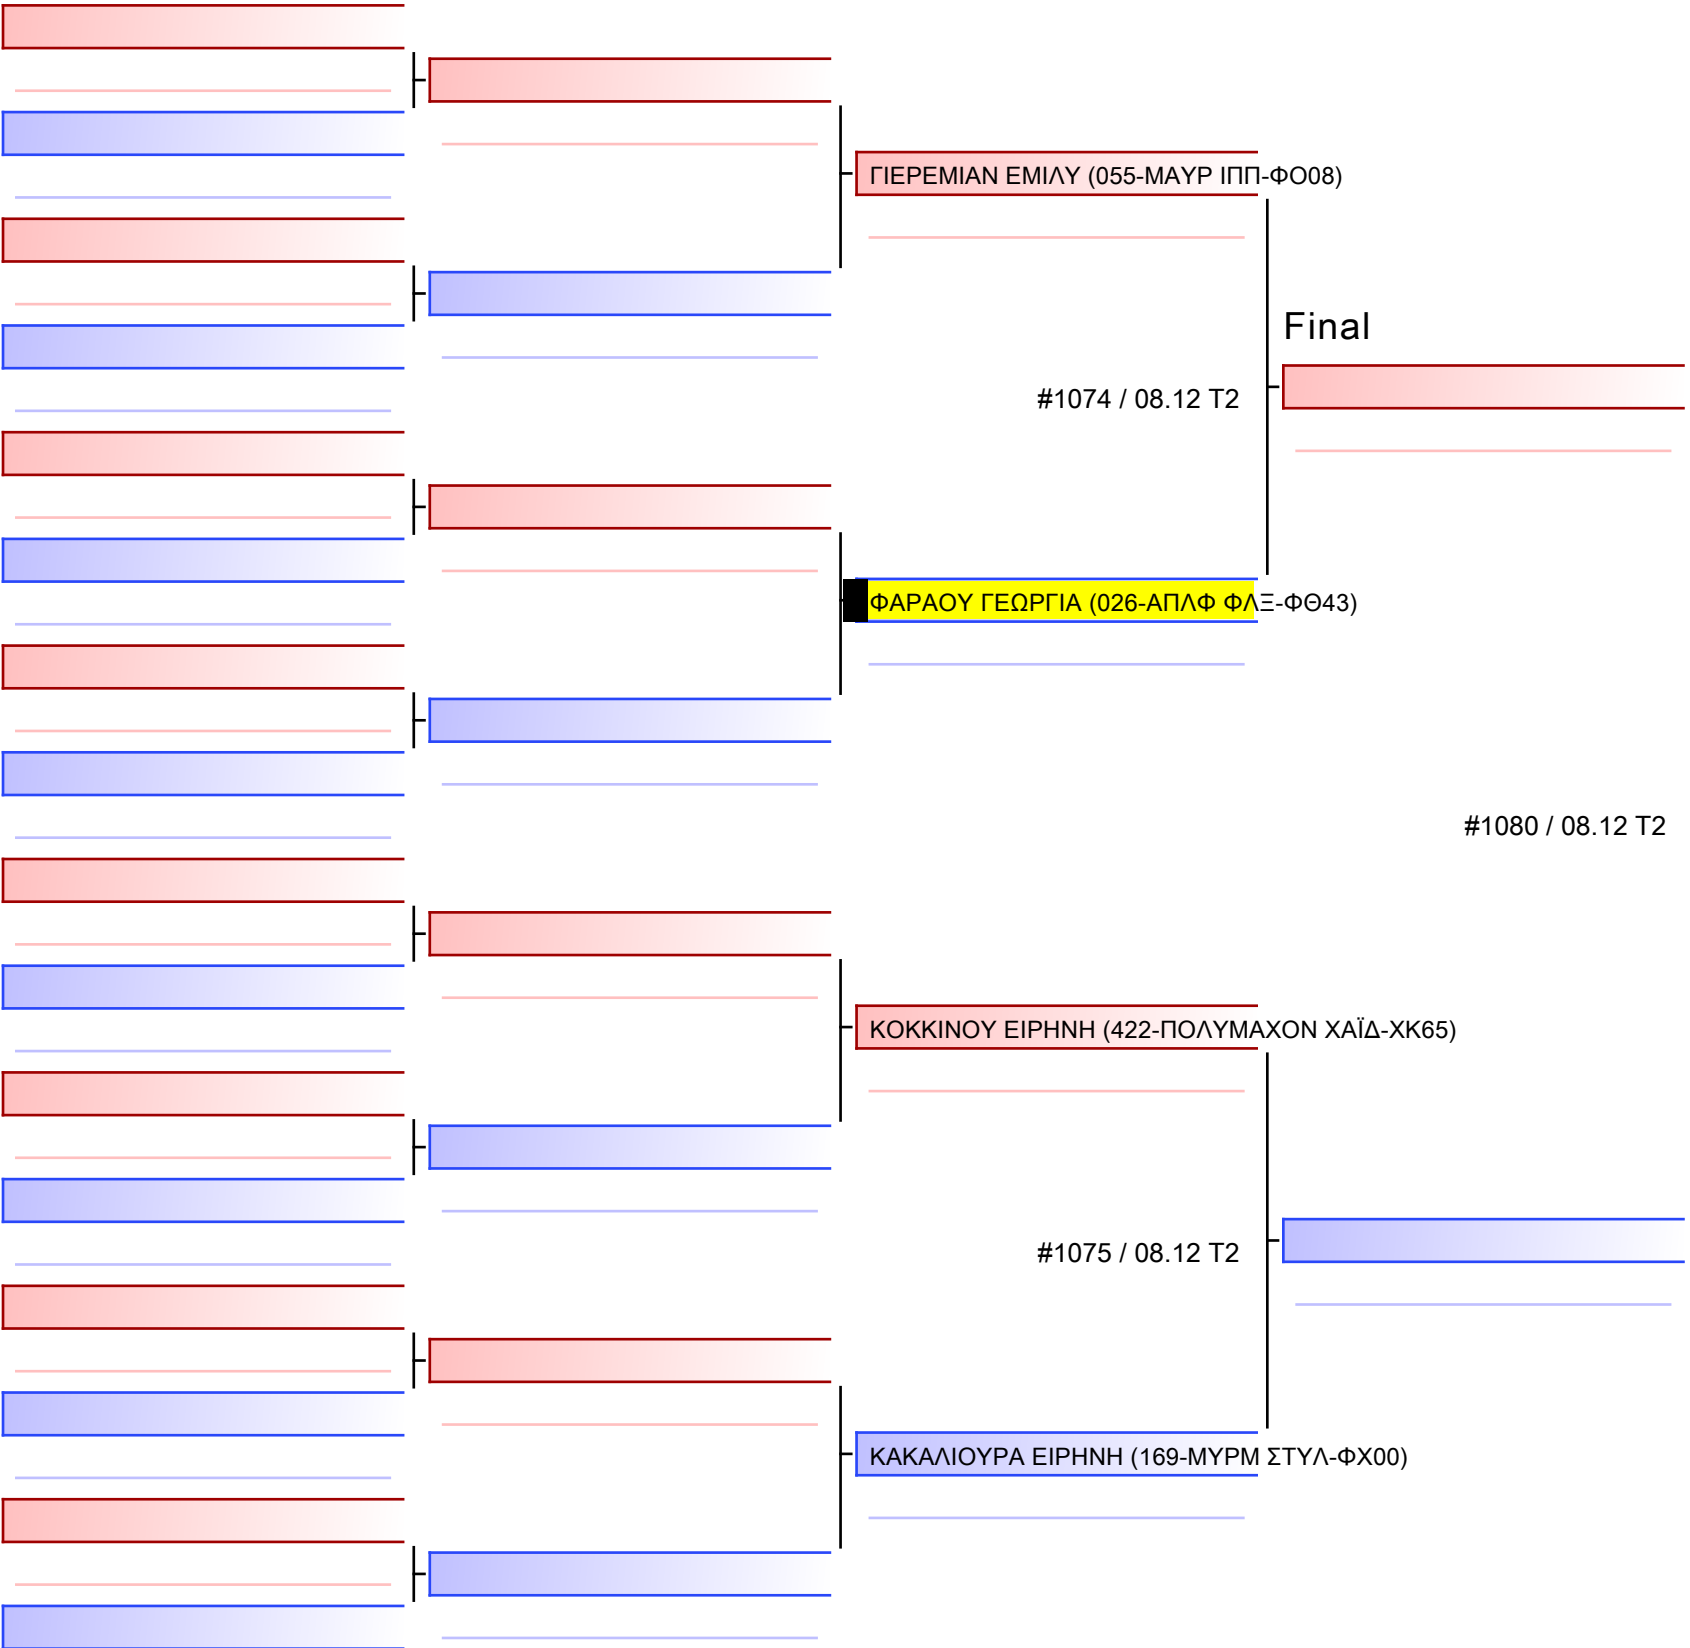 ΓΙΕΡΕΜΙΑΝ ΕΜΙΛΥ (055-ΜΑΥΡ ΙΠΠ-ΦΟ08)
Final
#1074 / 08.12 T2
ΦΑΡΑΟΥ ΓΕΩΡΓΙΑ (026-ΑΠΛΦ ΦΛΞ-ΦΘ43)
#1080 / 08.12 T2
ΚΟΚΚΙΝΟΥ ΕΙΡΗΝΗ (422-ΠΟΛΥΜΑΧΟΝ ΧΑΪΔ-ΧΚ65)
#1075 / 08.12 T2
ΚΑΚΑΛΙΟΥΡΑ ΕΙΡΗΝΗ (169-ΜΥΡΜ ΣΤΥΛ-ΦΧ00)